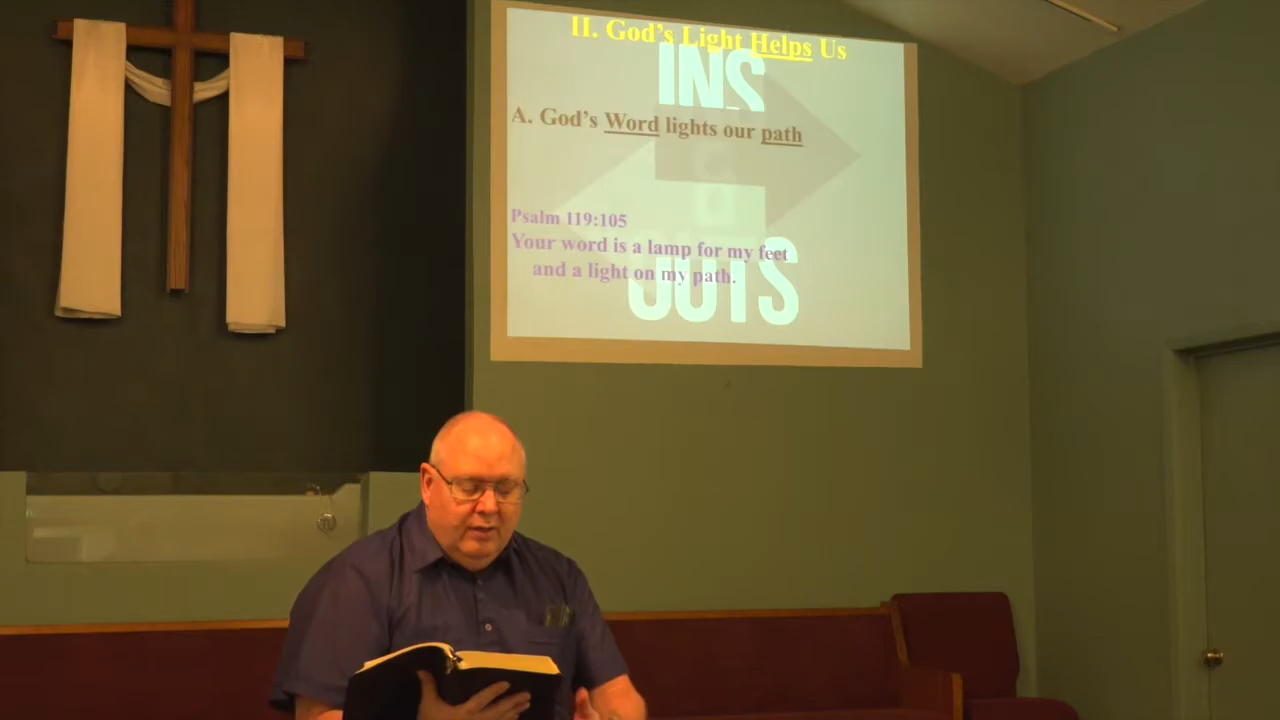 II. God's Light Helps Us
INS
A. God's Word lights our path
Psalm 119:105
Your word is a lamp for my feet
and a light on my path.
OUTS